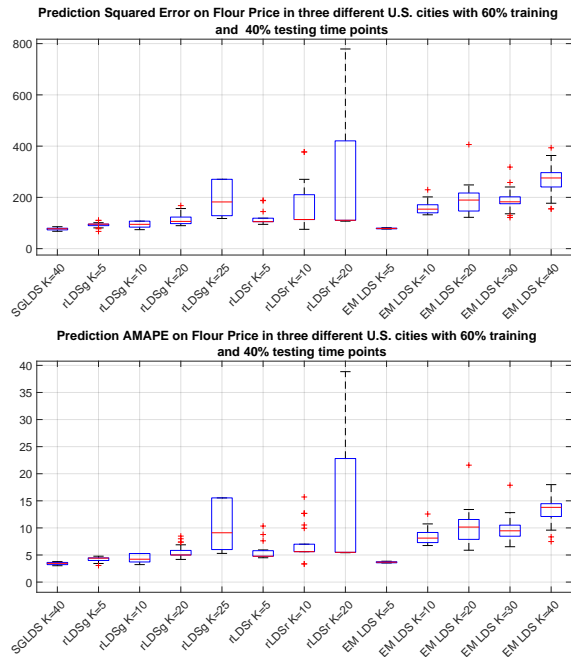 Prediction Squared Error on Flour Price in three different U.S. cities with 60% training
and  40% testing time points
800
600
400
200
0
SGLDS K=40
rLDSg K=5
rLDSg K=10
rLDSg K=20
rLDSg K=25
rLDSr K=5
rLDSr K=10
rLDSr K=20
EM LDS K=5
EM LDS K=10
EM LDS K=20
EM LDS K=30
EM LDS K=40
Prediction AMAPE on Flour Price in three different U.S. cities with 60% training
and 40% testing time points
40
35
30
25
20
15
10
5
0
SGLDS K=40
rLDSg K=5
rLDSg K=10
rLDSg K=20
rLDSg K=25
rLDSr K=5
rLDSr K=10
rLDSr K=20
EM LDS K=5
EM LDS K=10
EM LDS K=20
EM LDS K=30
EM LDS K=40